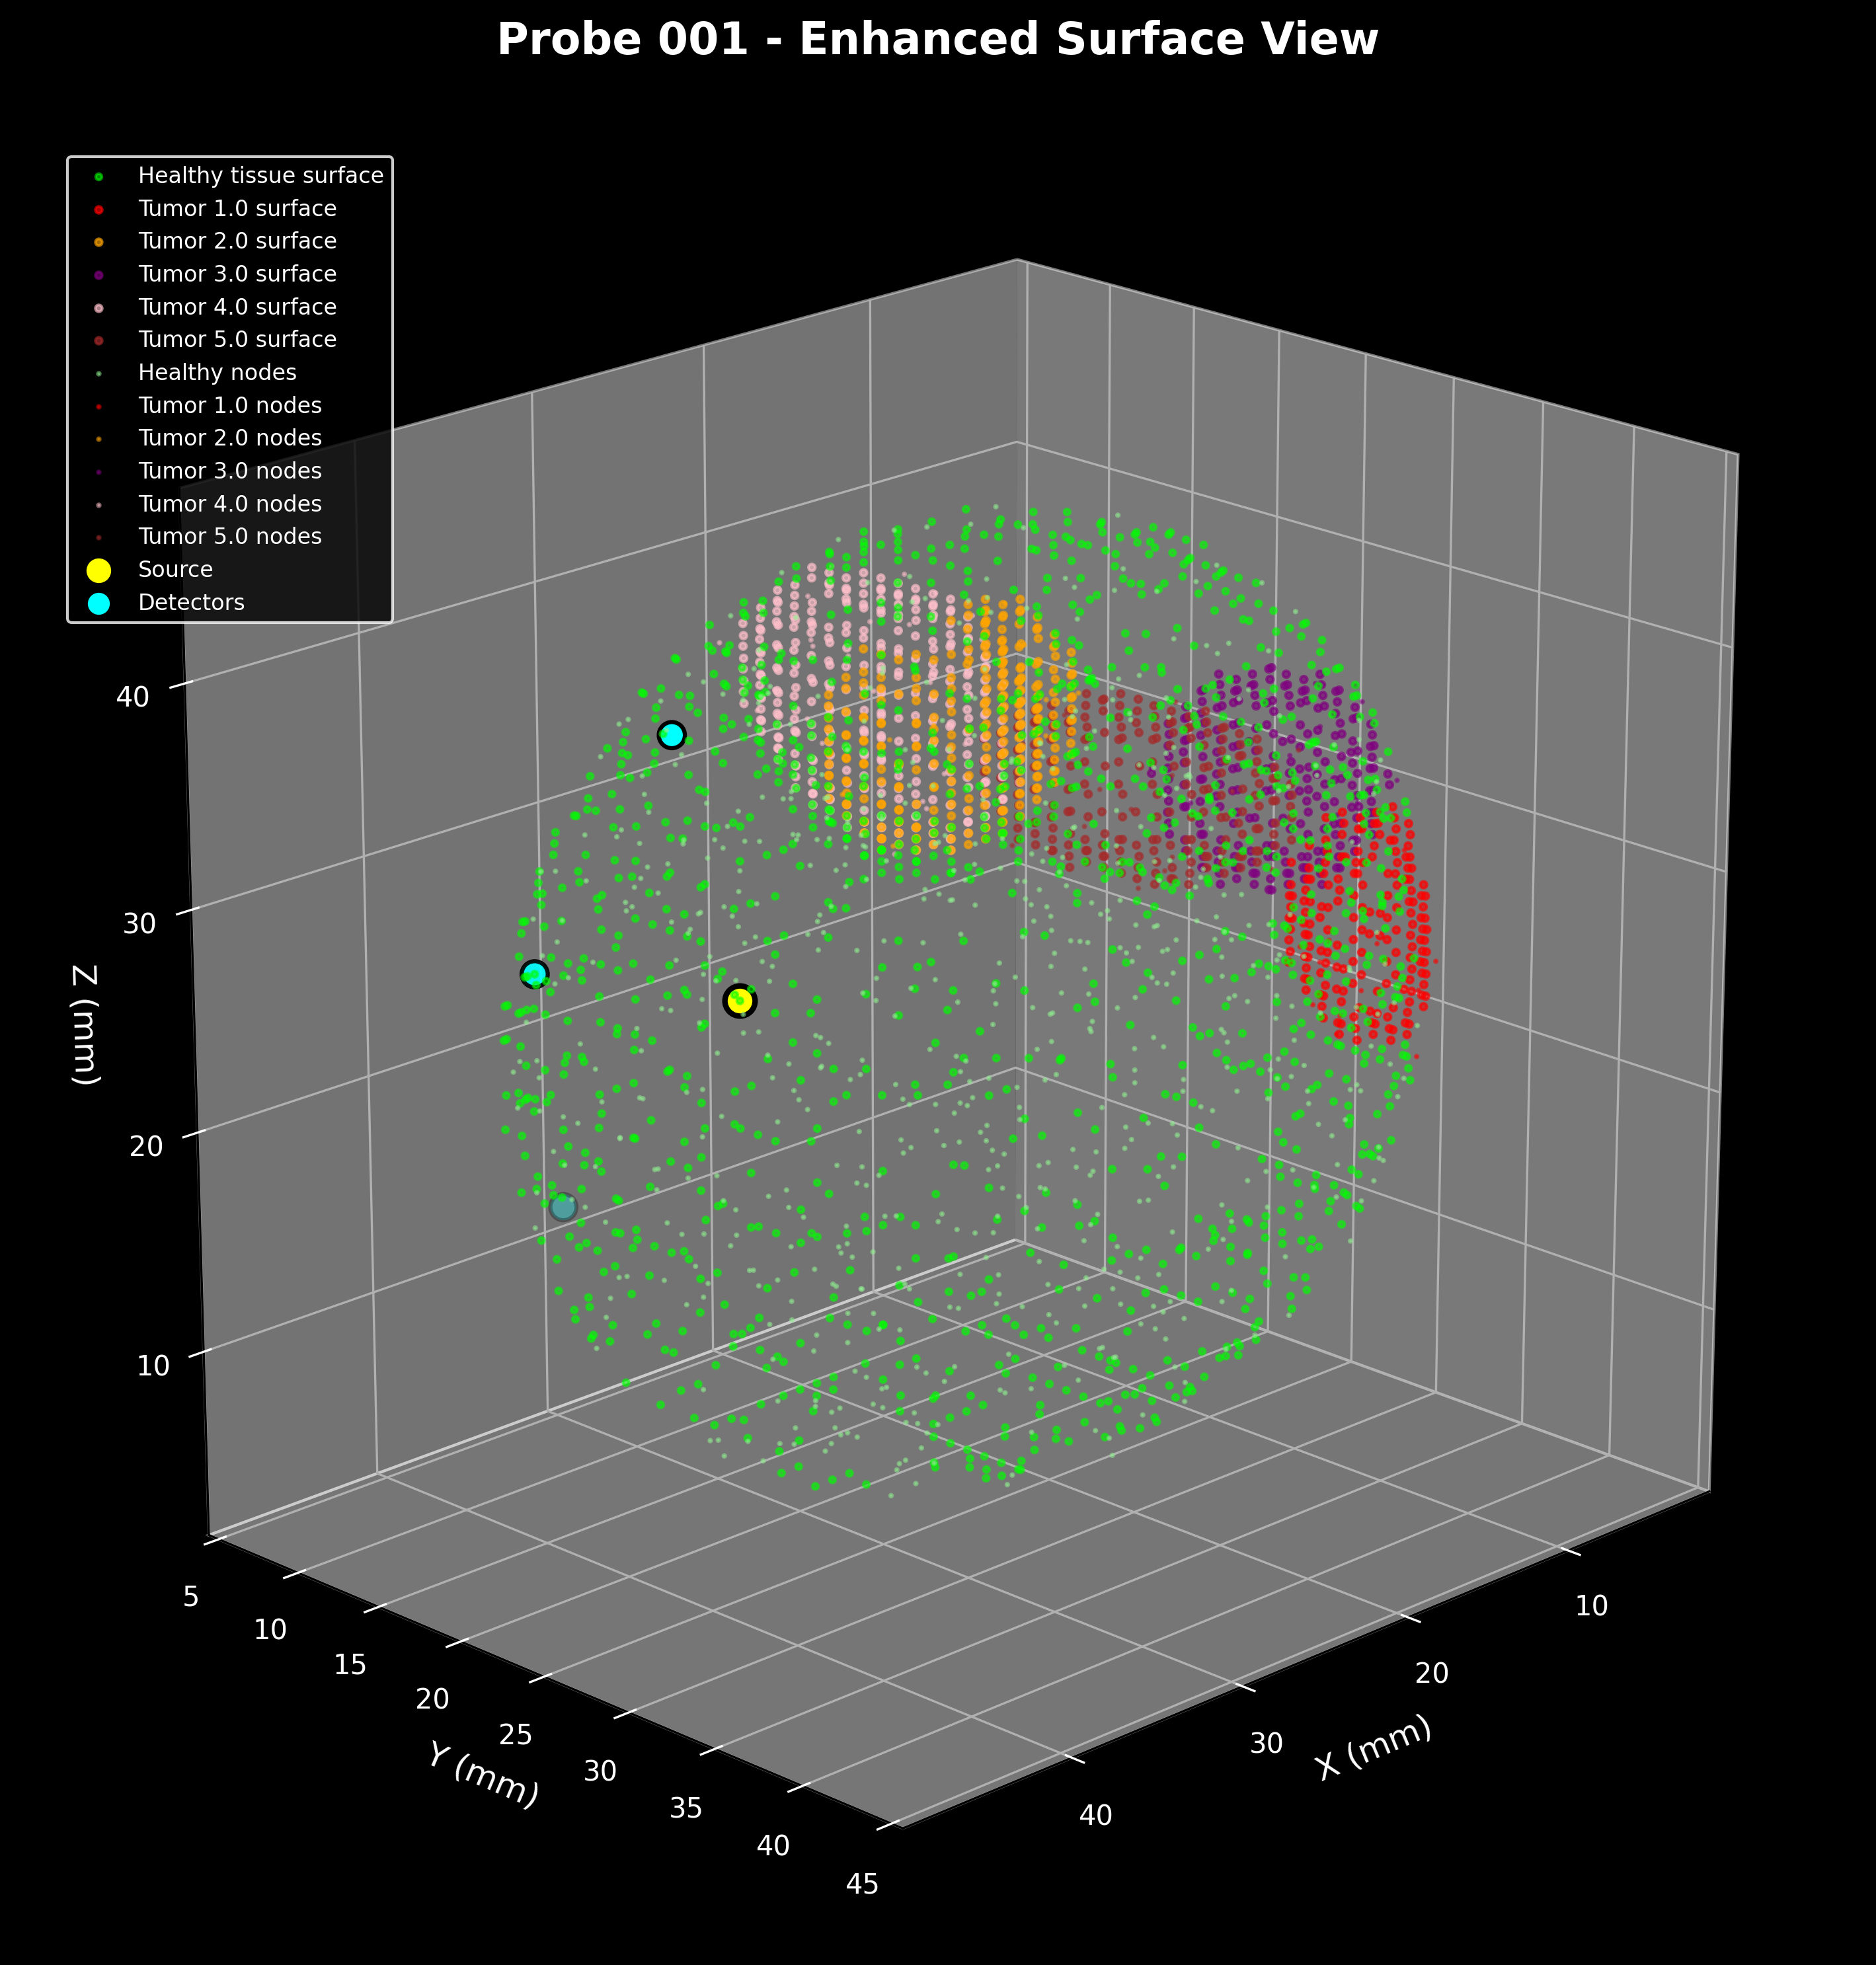 Probe 001 - Enhanced Surface View
Healthy tissue surface
Tumor 1.0 surface
Tumor 2.0 surface
Tumor 3.0 surface
Tumor 4.0 surface
Tumor 5.0 surface
Healthy nodes
Tumor 1.0 nodes
Tumor 2.0 nodes
Tumor 3.0 nodes
Tumor 4.0 nodes
Tumor 5.0 nodes
Source
Detectors
40
30
20
10
Z (mm)
5
10
15
20
25
30
35
40
45
Y (mm)
10
20
30
40
X (mm)